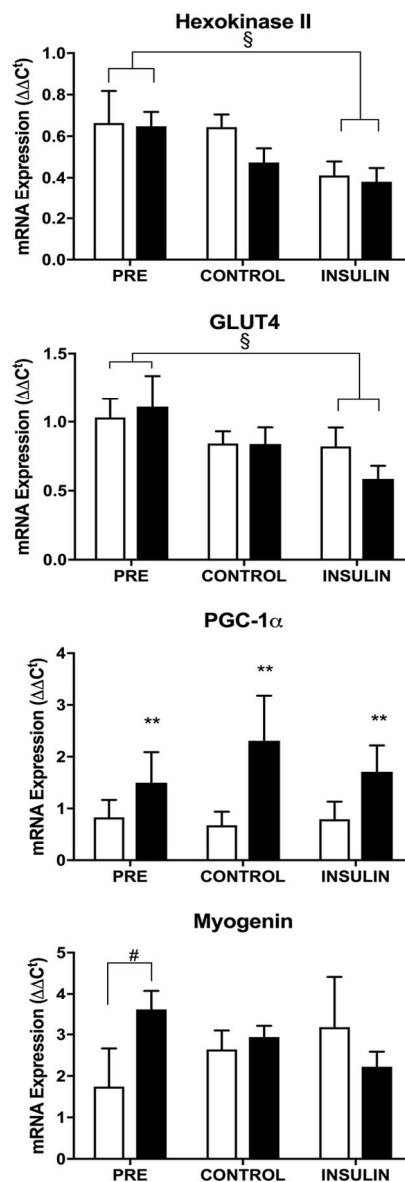 Hexokinase II
§
mRNA Expression (ΔΔCᵗ)
1.0
0.8
0.6
0.4
0.2
0.0
PRE CONTROL INSULIN
GLUT4
§
mRNA Expression (ΔΔCᵗ)
1.5
1.0
0.5
0.0
PRE CONTROL INSULIN
PGC-1α
mRNA Expression (ΔΔCᵗ)
4
3
2
1
0
** ** **
PRE CONTROL INSULIN
Myogenin
#
mRNA Expression (ΔΔCᵗ)
5
4
3
2
1
0
PRE CONTROL INSULIN